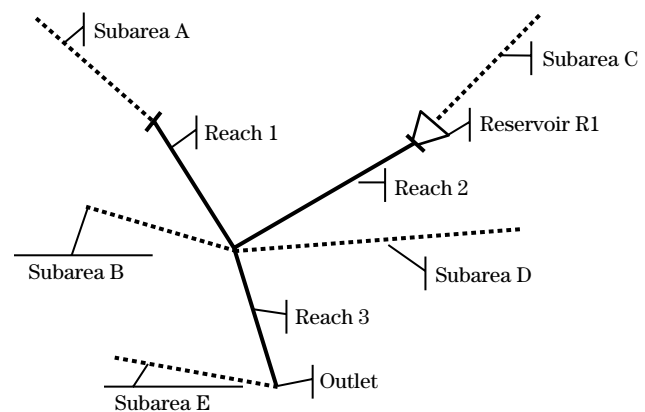 Subarea A
Subarea C
Reservoir R1
Reach 1
Reach 2
Subarea B
Subarea D
Reach 3
Outlet
Subarea E